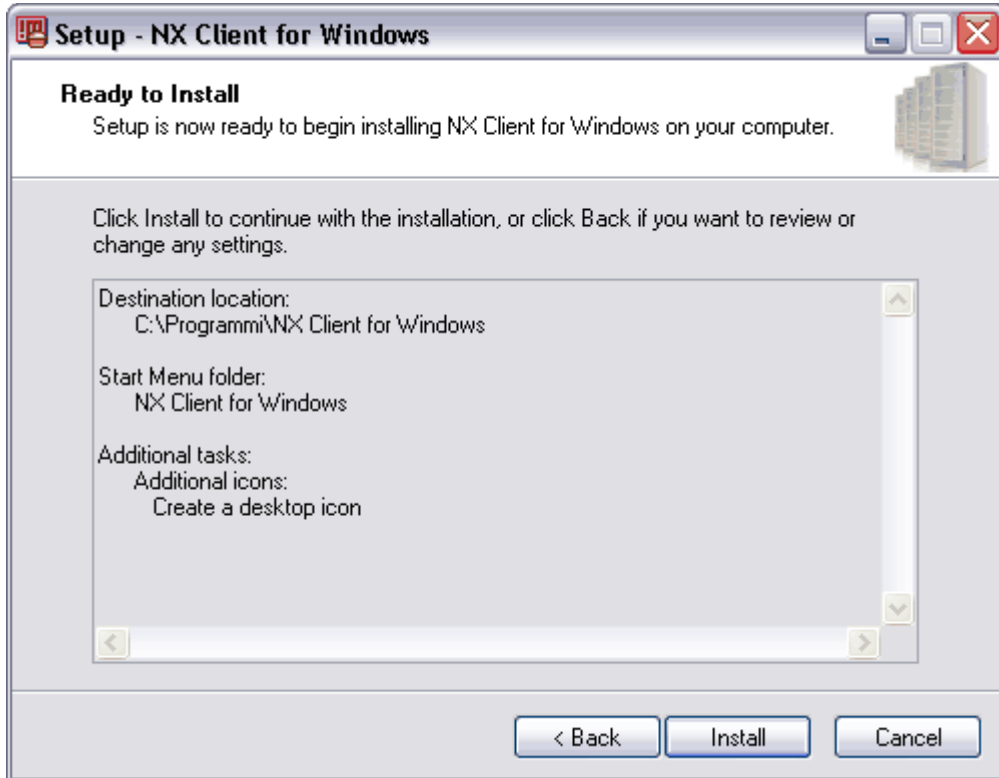 Setup - NX Client for Windows
Ready to Install
Setup is now ready to begin installing NX Client for Windows on your computer.
Click Install to continue with the installation, or click Back if you want to review or
change any settings.
Destination location:
C:\Programmi\NX Client for Windows
Start Menu folder:
NX Client for Windows
Additional tasks:
Additional icons:
Create a desktop icon
< Back
Install
Cancel